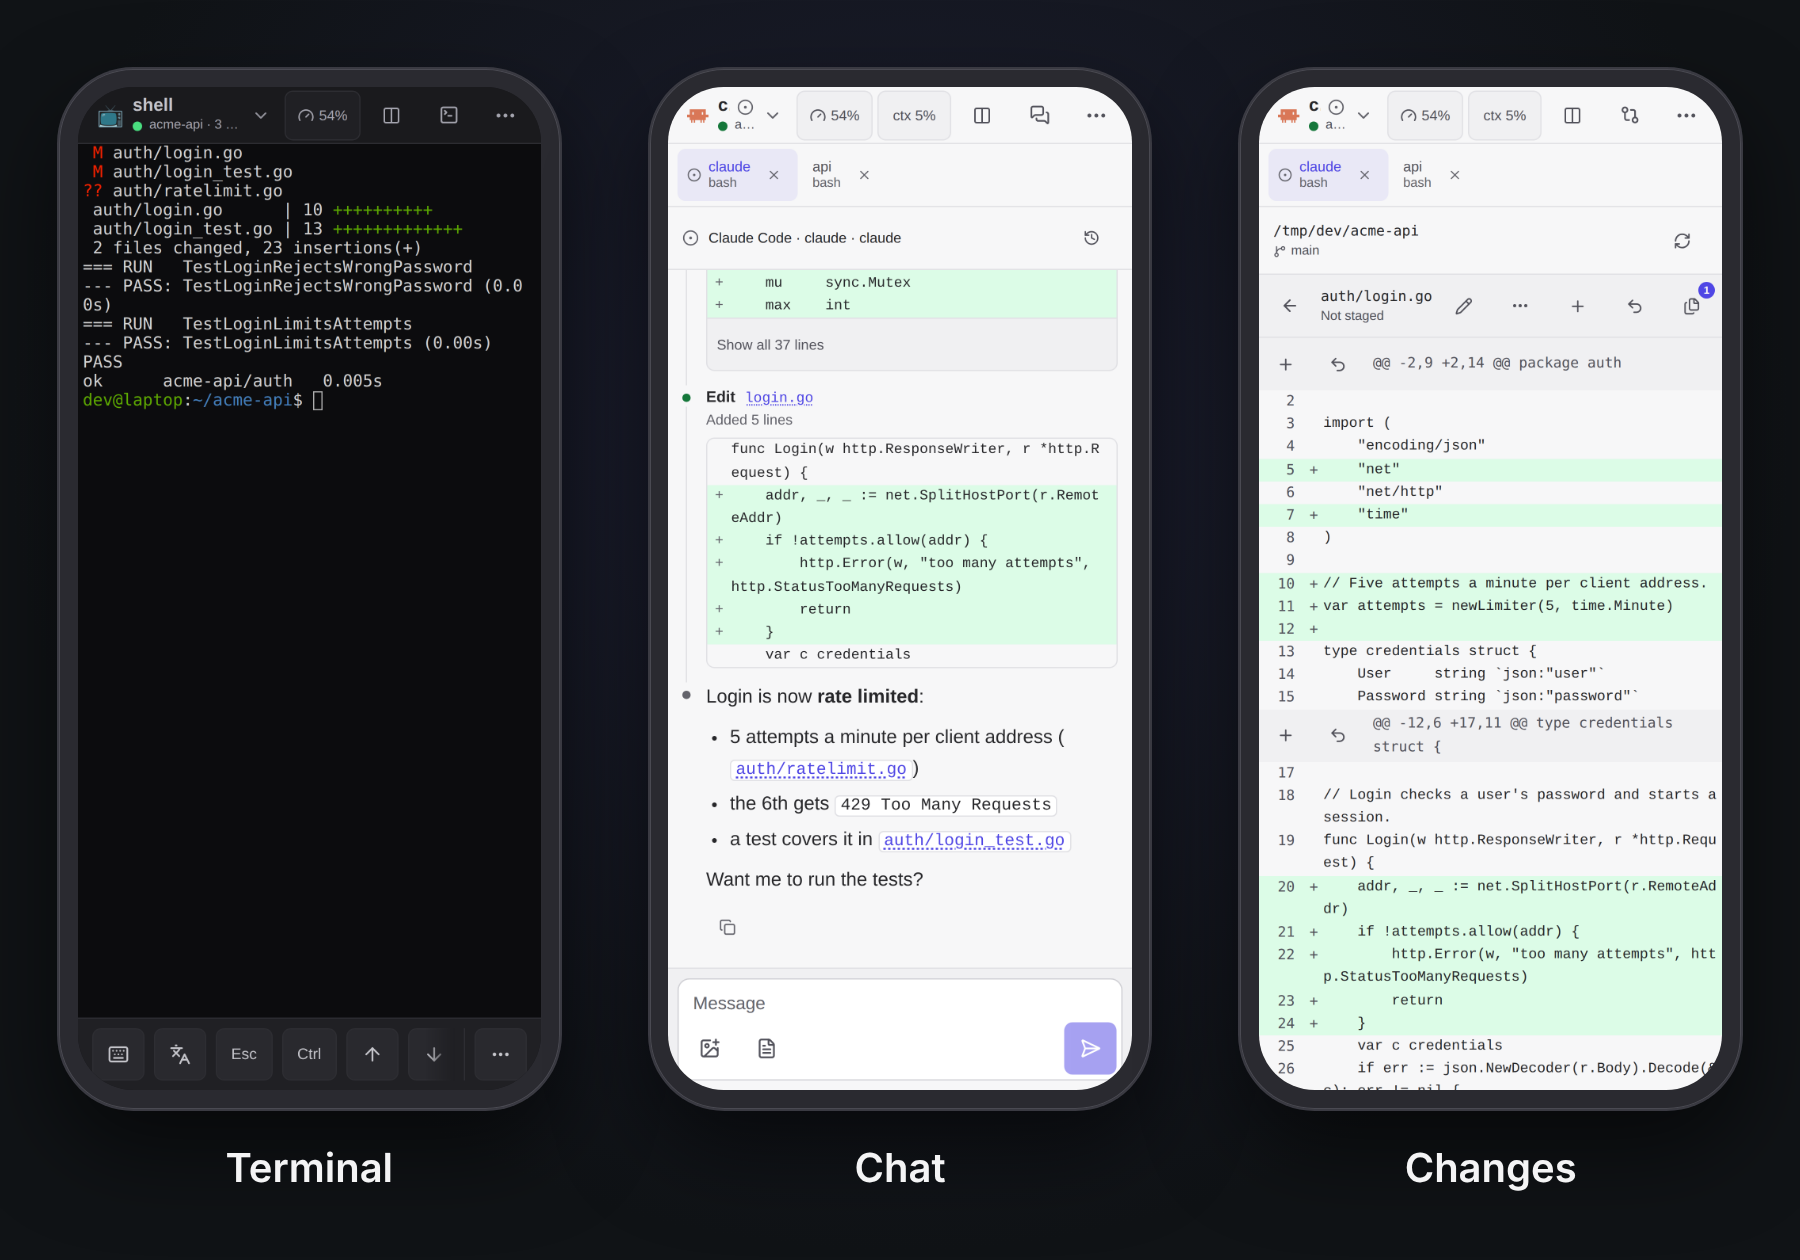 shell
acme-api · 3 ...
54%
M auth/login.go
M auth/login_test.go
?? auth/ratelimit.go
auth/login.go | 10 ++++++++++
auth/login_test.go | 13 +++++++++++++
2 files changed, 23 insertions(+)
=== RUN TestLoginRejectsWrongPassword
--- PASS: TestLoginRejectsWrongPassword (0.0
0s)
=== RUN TestLoginLimitsAttempts
--- PASS: TestLoginLimitsAttempts (0.00s)
PASS
ok acme-api/auth 0.005s
dev@laptop:~/acme-api$
Esc
Ctrl
Terminal
c
a...
54%
ctx 5%
claude
bash
api
bash
Claude Code · claude · claude
+ mu sync.Mutex
+ max int
Show all 37 lines
Edit login.go
Added 5 lines
func Login(w http.ResponseWriter, r *http.R
equest) {
+ addr, _, _ := net.SplitHostPort(r.Remot
eAddr)
+ if !attempts.allow(addr) {
+ http.Error(w, "too many attempts",
http.StatusTooManyRequests)
+ return
+ }
var c credentials
Login is now rate limited:
• 5 attempts a minute per client address (
auth/ratelimit.go)
• the 6th gets 429 Too Many Requests
• a test covers it in auth/login_test.go
Want me to run the tests?
Message
Chat
c
a...
54%
ctx 5%
claude
bash
api
bash
/tmp/dev/acme-api
main
auth/login.go
Not staged
1
@@ -2,9 +2,14 @@ package auth
2
3 import (
4 "encoding/json"
5 + "net"
6 "net/http"
7 + "time"
8 )
9
10 + // Five attempts a minute per client address.
11 + var attempts = newLimiter(5, time.Minute)
12 +
13 type credentials struct {
14 User string `json:"user"`
15 Password string `json:"password"`
@@ -12,6 +17,11 @@ type credentials
struct {
17
18 // Login checks a user's password and starts a
session.
19 func Login(w http.ResponseWriter, r *http.Requ
est) {
20 + addr, _, _ := net.SplitHostPort(r.RemoteAd
dr)
21 + if !attempts.allow(addr) {
22 + http.Error(w, "too many attempts", htt
p.StatusTooManyRequests)
23 + return
24 + }
25 var c credentials
26 if err := json.NewDecoder(r.Body).Decode(
Changes